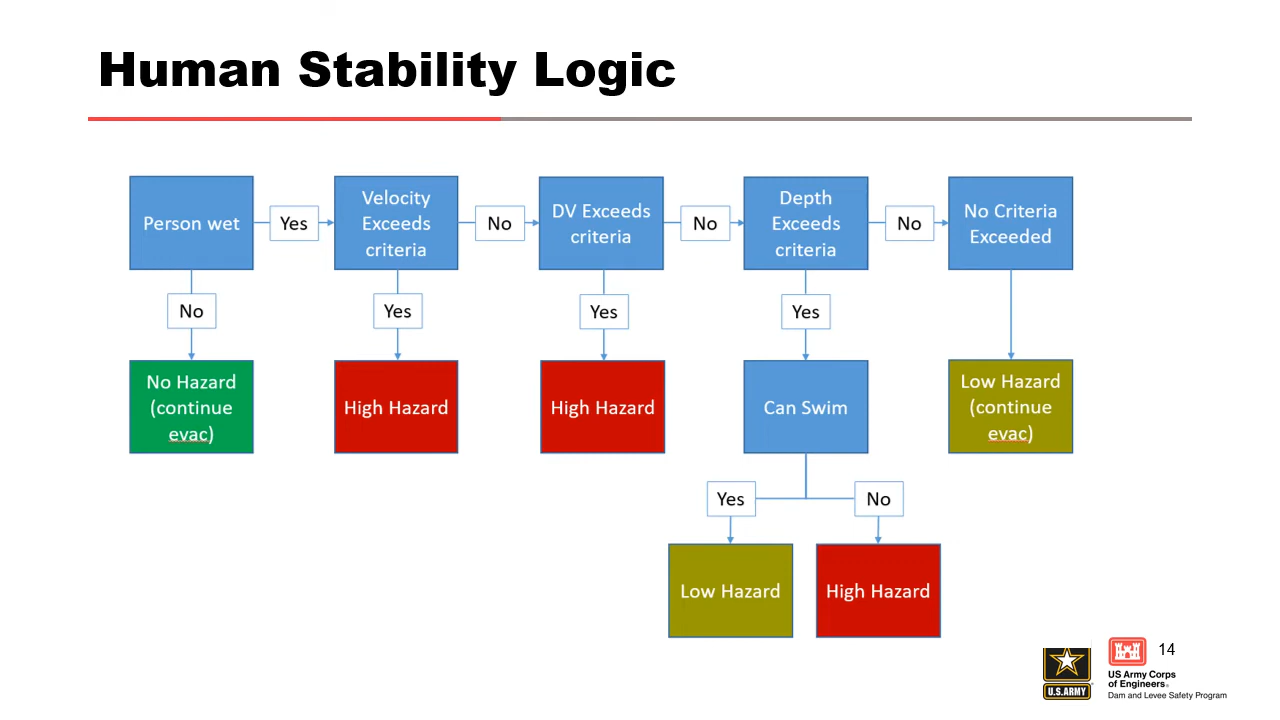 Human Stability Logic
Person wet
Yes
Velocity
Exceeds
criteria
No
DV Exceeds
criteria
No
Depth
Exceeds
criteria
No
No Criteria
Exceeded
No
Yes
Yes
Yes
No Hazard
(continue
evac)
High Hazard
High Hazard
Can Swim
Low Hazard
(continue
evac)
Yes
No
Low Hazard
High Hazard
14
U.S.ARMY
US Army Corps
of Engineers®
Dam and Levee Safety Program